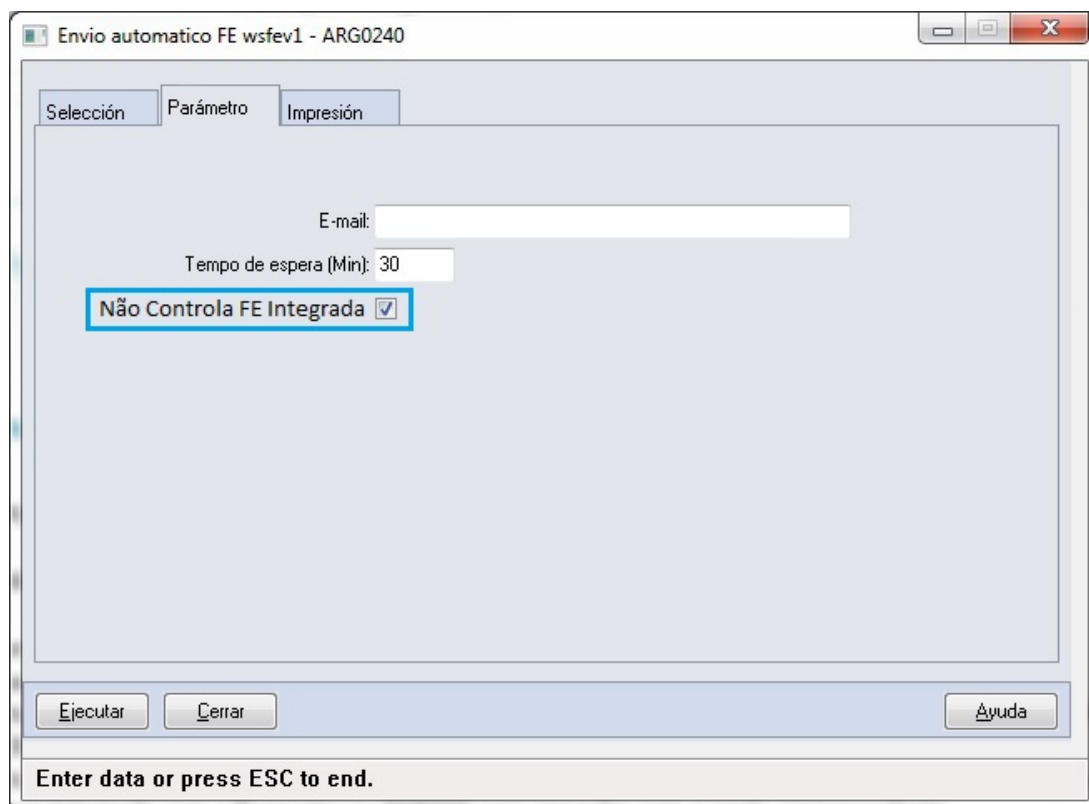 Envio automatico FE wsfev1 - ARG0240
Selección Parámetro Impresión
E-mail:
Tempo de espera (Min): 30
Não Controla FE Integrada
Ejecutar Cerrar Ayuda
Enter data or press ESC to end.